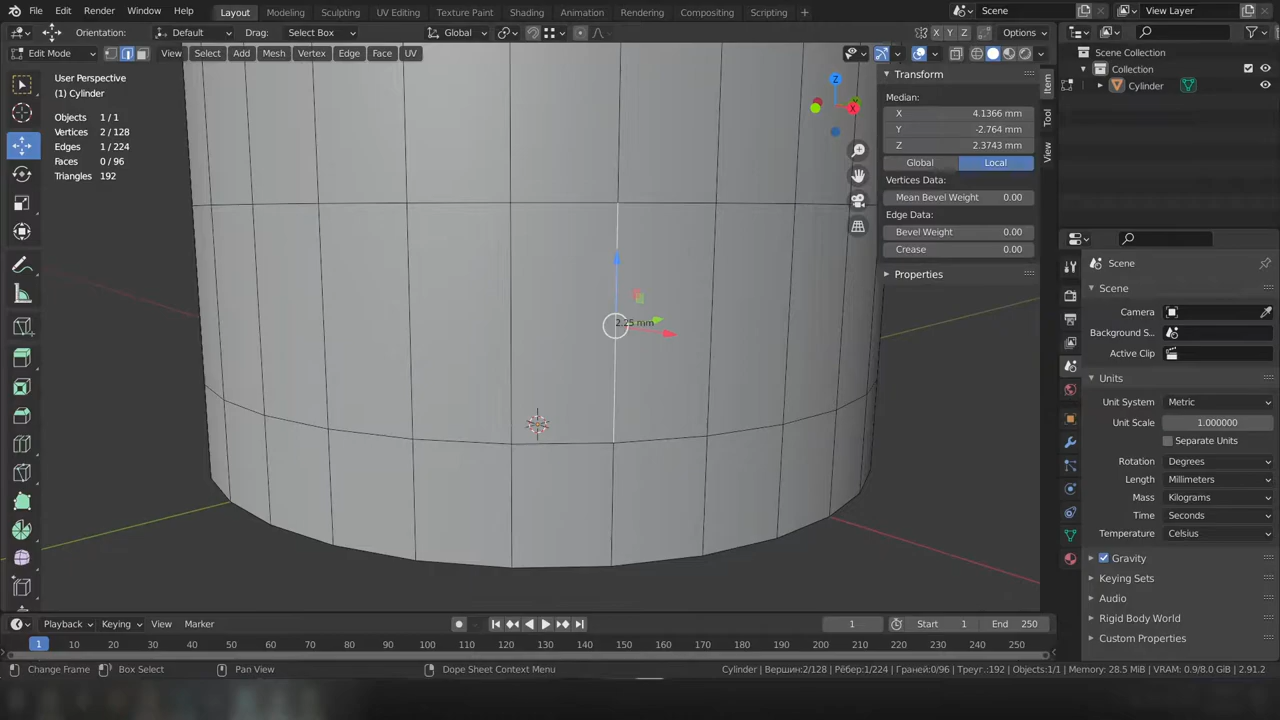 File Edit Render Window Help Layout Modeling Sculpting UV Editing Texture Paint Shading Animation Rendering Compositing Scripting + Scene View Layer
Orientation: Default Drag: Select Box Global X Y Z Options
Edit Mode View Select Add Mesh Vertex Edge Face UV
User Perspective
(1) Cylinder
Objects 1 / 1
Vertices 2 / 128
Edges 1 / 224
Faces 0 / 96
Triangles 192
2.25 mm
Z
X
Transform
Median:
X 4.1366 mm
Y -2.764 mm
Z 2.3743 mm
Global Local
Vertices Data:
Mean Bevel Weight 0.00
Edge Data:
Bevel Weight 0.00
Crease 0.00
Properties
Item
Tool
View
Scene Collection
Collection
Cylinder
Scene
Scene
Camera
Background S...
Active Clip
Units
Unit System Metric
Unit Scale 1.000000
Separate Units
Rotation Degrees
Length Millimeters
Mass Kilograms
Time Seconds
Temperature Celsius
Gravity
Keying Sets
Audio
Rigid Body World
Custom Properties
Playback Keying View Marker 1 Start 1 End 250
1 10 20 30 40 50 60 70 80 90 100 110 120 130 140 150 160 170 180 190 200 210 220 230 240 250
Change Frame Box Select Pan View Dope Sheet Context Menu Cylinder | Вершин:2/128 | Рёбер:1/224 | Граней:0/96 | Треуг.:192 | Objects:1/1 | Memory: 28.5 MiB | VRAM: 0.9/8.0 GiB | 2.91.2